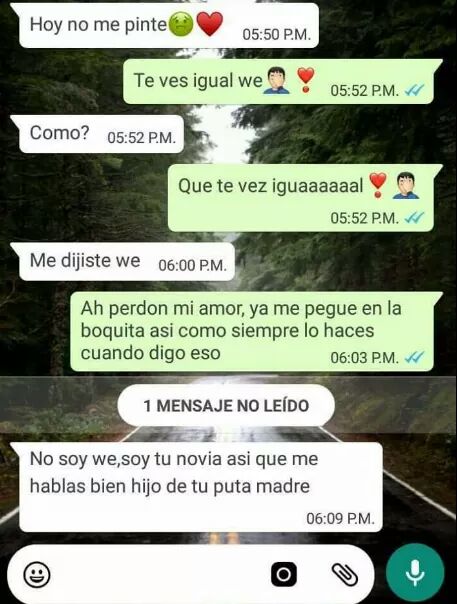 Hoy no me pinte🤢❤️
05:50 P.M.
Te ves igual we🤦🏻‍♂️❣️ 05:52 P.M.
Como? 05:52 P.M.
Que te vez iguaaaaaal❣️🤦🏻‍♂️
05:52 P.M.
Me dijiste we 06:00 P.M.
Ah perdon mi amor, ya me pegue en la
boquita asi como siempre lo haces
cuando digo eso 06:03 P.M.
1 MENSAJE NO LEÍDO
No soy we,soy tu novia asi que me
hablas bien hijo de tu puta madre
06:09 P.M.